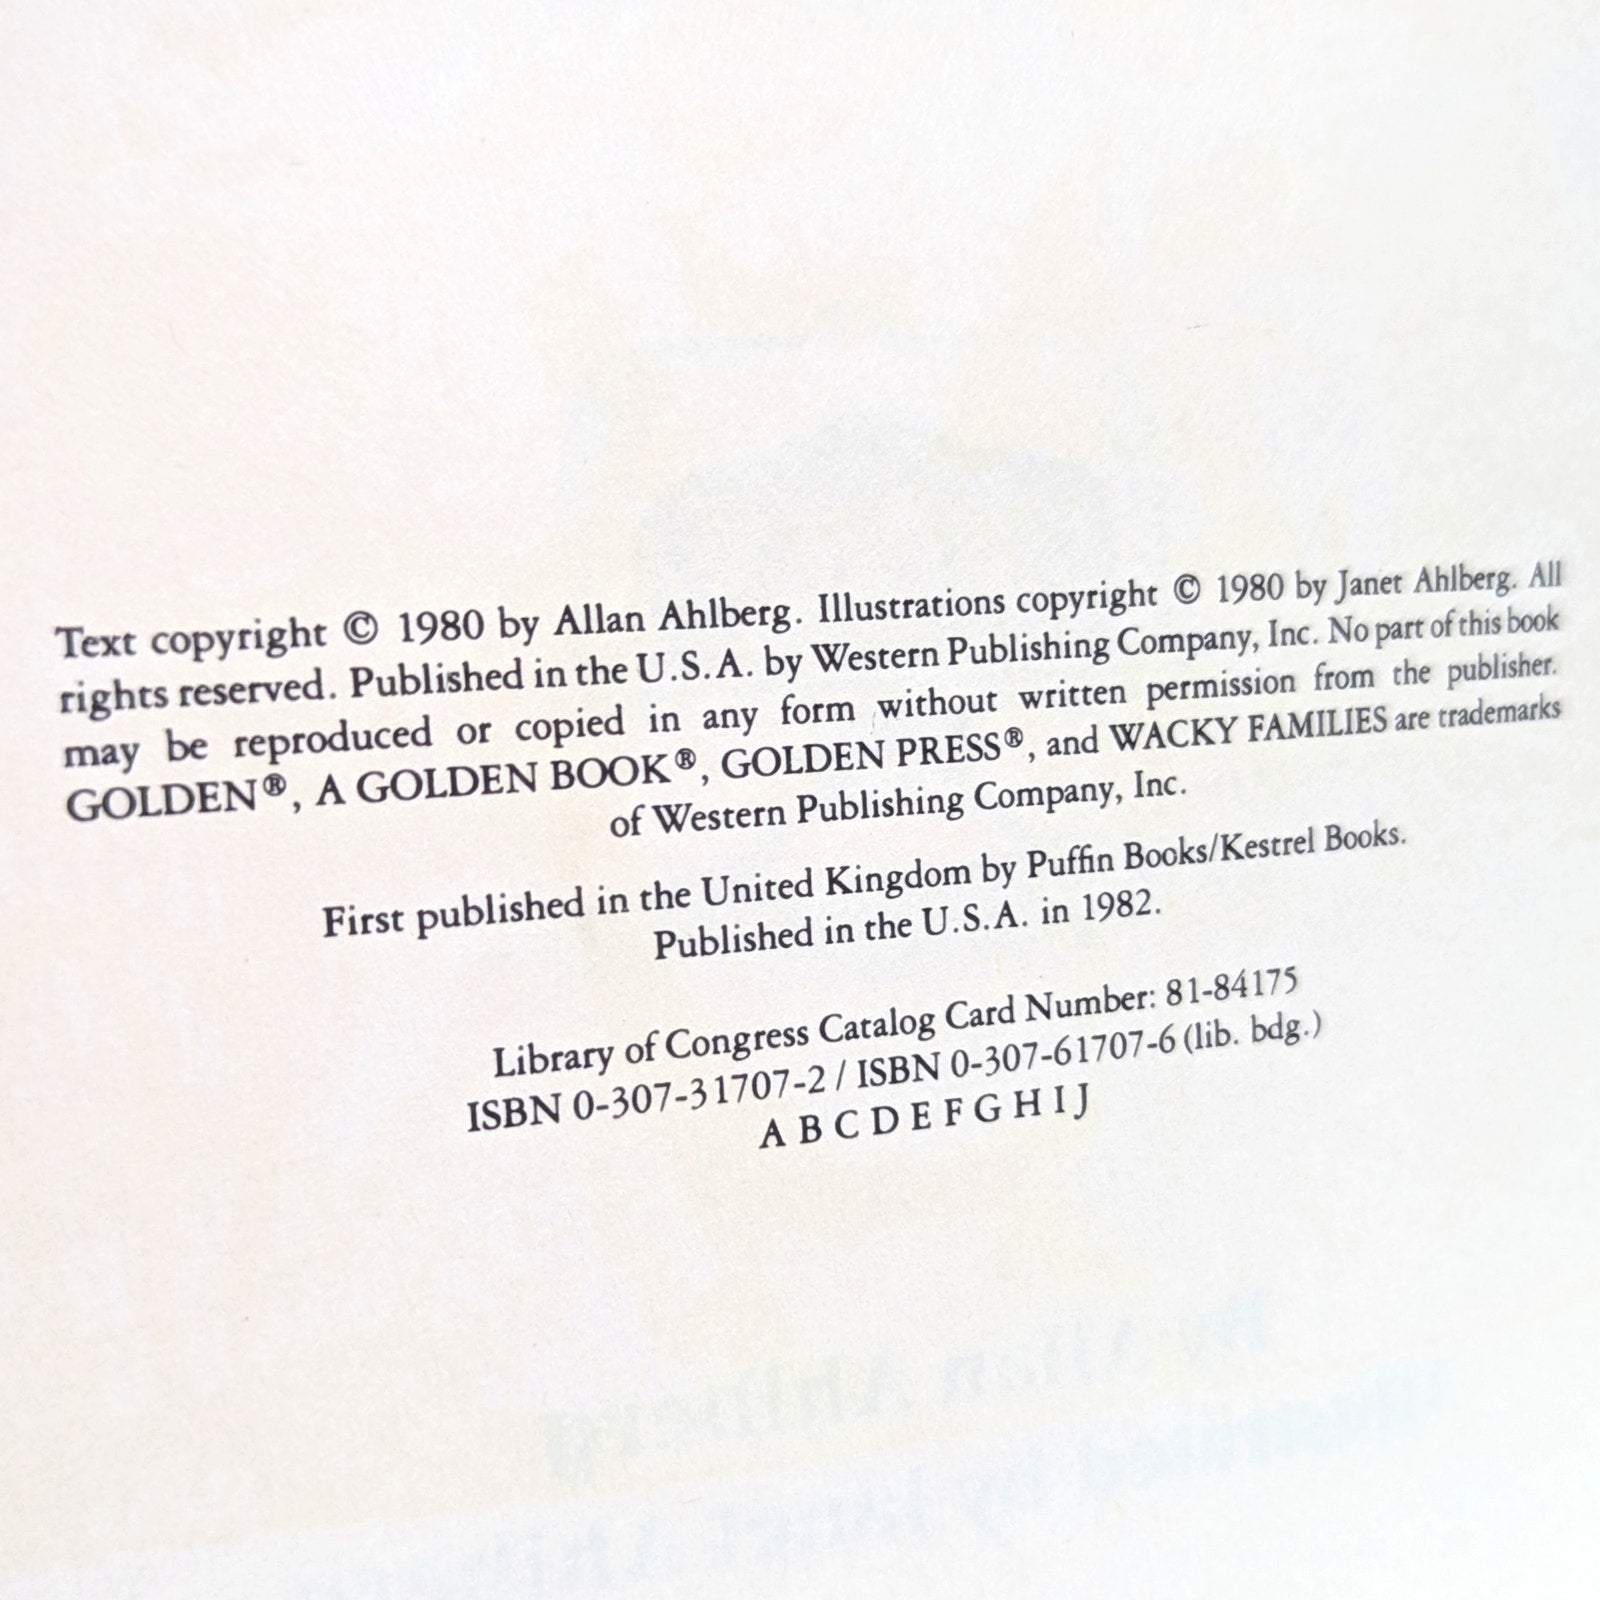 Text copyright © 1980 by Allan Ahlberg. Illustrations copyright © 1980 by Janet Ahlberg. All
rights reserved. Published in the U.S.A. by Western Publishing Company, Inc. No part of this book
may be reproduced or copied in any form without written permission from the publisher.
GOLDEN®, A GOLDEN BOOK®, GOLDEN PRESS®, and WACKY FAMILIES are trademarks
of Western Publishing Company, Inc.
First published in the United Kingdom by Puffin Books/Kestrel Books.
Published in the U.S.A. in 1982.
Library of Congress Catalog Card Number: 81-84175
ISBN 0-307-31707-2 / ISBN 0-307-61707-6 (lib. bdg.)
A B C D E F G H I J